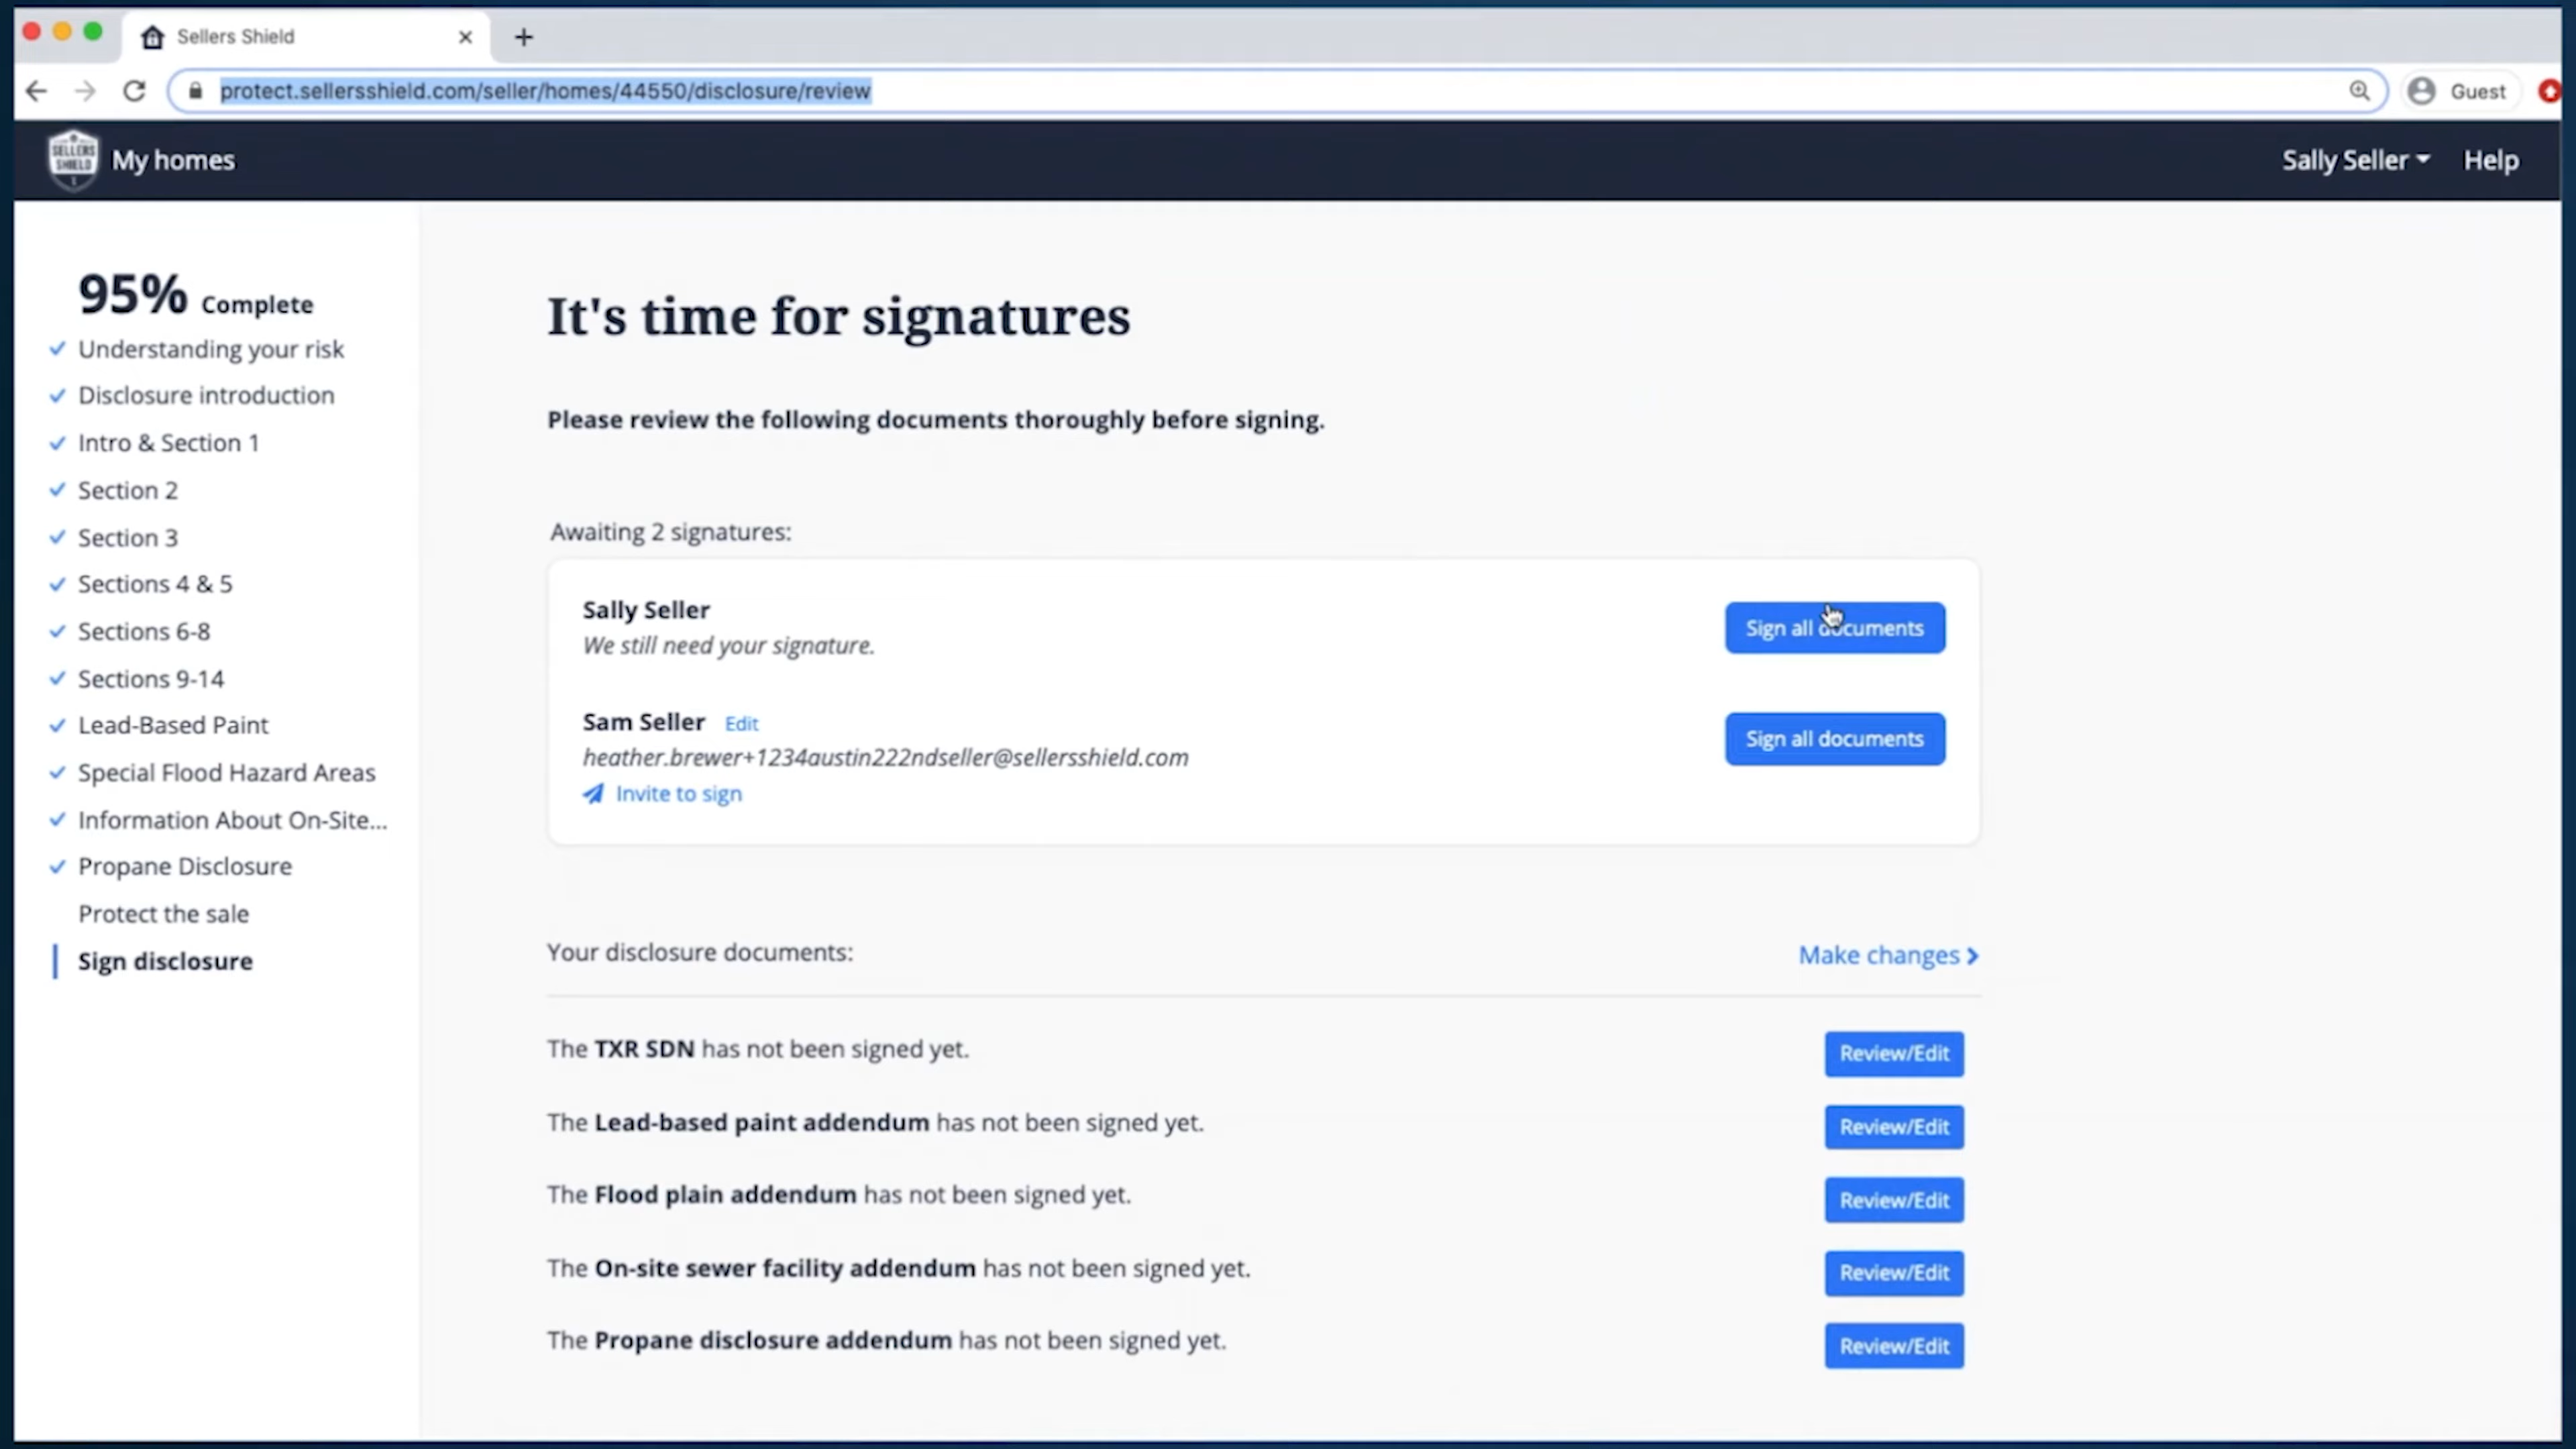 Sellers Shield
protect.sellersshield.com/seller/homes/44550/disclosure/review
Guest
SELLERS
SHIELD
My homes
Sally Seller
Help
95% Complete
Understanding your risk
Disclosure introduction
Intro & Section 1
Section 2
Section 3
Sections 4 & 5
Sections 6-8
Sections 9-14
Lead-Based Paint
Special Flood Hazard Areas
Information About On-Site...
Propane Disclosure
Protect the sale
Sign disclosure
It's time for signatures
Please review the following documents thoroughly before signing.
Awaiting 2 signatures:
Sally Seller
We still need your signature.
Sign all documents
Sam Seller Edit
heather.brewer+1234austin222ndseller@sellersshield.com
Invite to sign
Sign all documents
Your disclosure documents:
Make changes
The TXR SDN has not been signed yet.
Review/Edit
The Lead-based paint addendum has not been signed yet.
Review/Edit
The Flood plain addendum has not been signed yet.
Review/Edit
The On-site sewer facility addendum has not been signed yet.
Review/Edit
The Propane disclosure addendum has not been signed yet.
Review/Edit